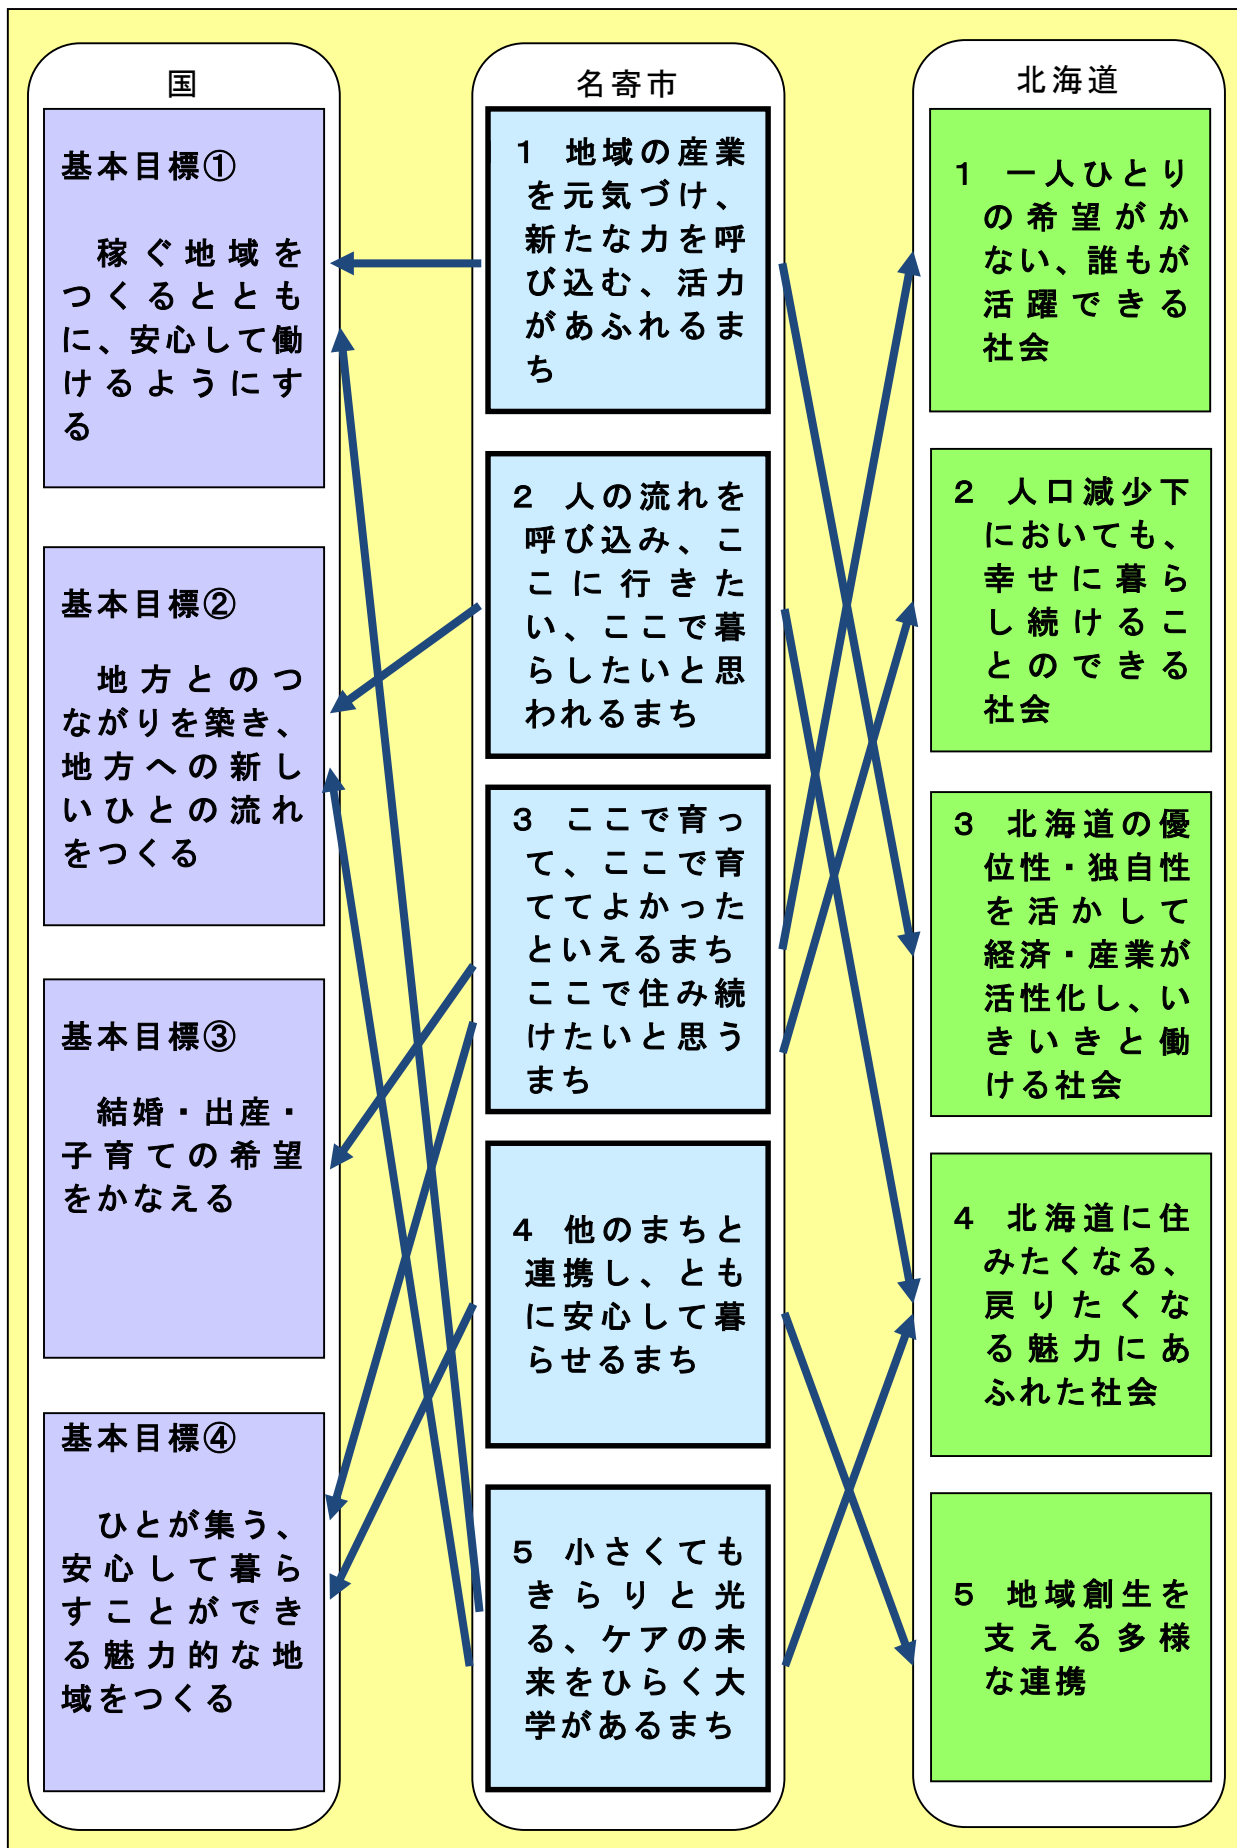 国
基本目標①
稼ぐ地域を
つくるととも
に、安心して働
けるようにす
る
基本目標②
地方とのつ
ながりを築き、
地方への新し
いひとの流れ
をつくる
基本目標③
結婚・出産・
子育ての希望
をかなえる
基本目標④
ひとが集う、
安心して暮ら
すことができ
る魅力的な地
域をつくる
名寄市
1 地域の産業
を元気づけ、
新たな力を呼
び込む、活力
があふれるま
ち
2 人の流れを
呼び込み、こ
こに行きた
い、ここで暮
らしたいと思
われるまち
3 ここで育っ
て、ここで育
ててよかった
といえるまち
ここで住み続
けたいと思う
まち
4 他のまちと
連携し、とも
に安心して暮
らせるまち
5 小さくても
きらりと光
る、ケアの未
来をひらく大
学があるまち
北海道
1 一人ひとり
の希望がか
ない、誰もが
活躍できる
社会
2 人口減少下
においても、
幸せに暮ら
し続けるこ
とのできる
社会
3 北海道の優
位性・独自性
を活かして
経済・産業が
活性化し、い
きいきと働
ける社会
4 北海道に住
みたくなる、
戻りたくな
る魅力にあ
ふれた社会
5 地域創生を
支える多様
な連携